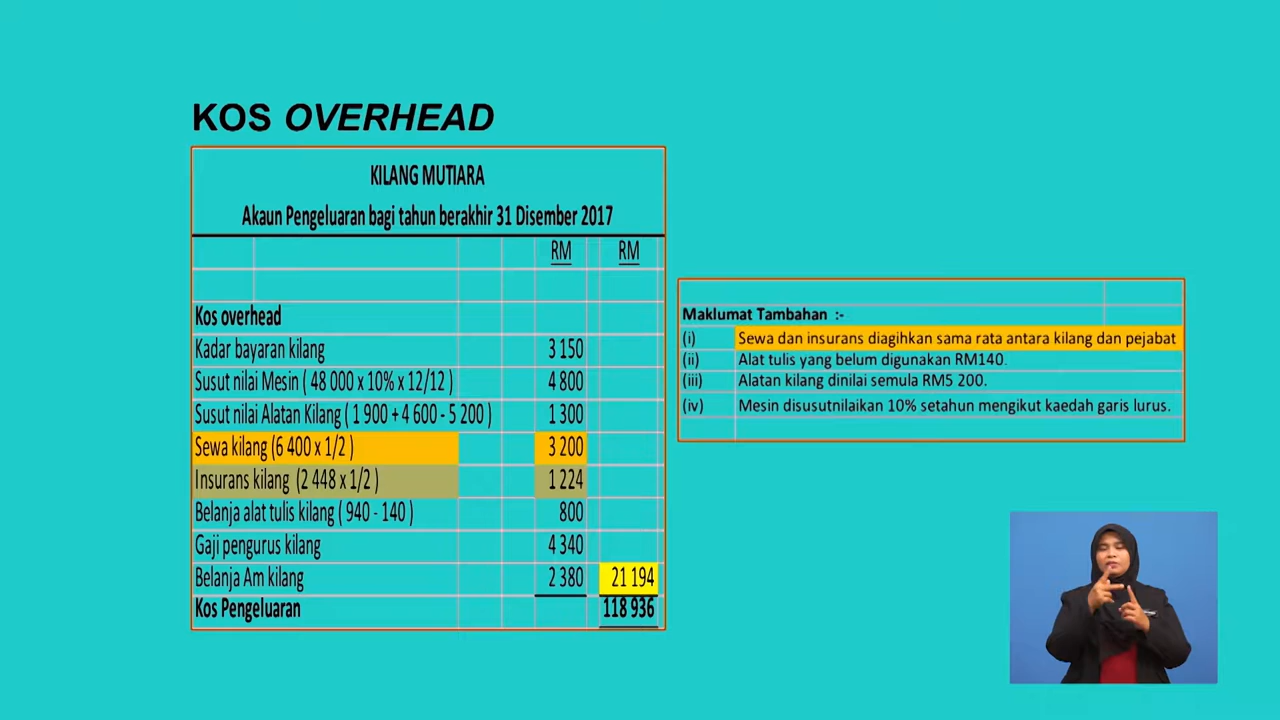 KOS OVERHEAD
KILANG MUTIARA
Akaun Pengeluaran bagi tahun berakhir 31 Disember 2017
RM RM
Kos overhead
Kadar bayaran kilang 3 150
Susut nilai Mesin ( 48 000 x 10% x 12/12 ) 4 800
Susut nilai Alatan Kilang ( 1 900 + 4 600 - 5 200 ) 1 300
Sewa kilang (6 400 x 1/2 ) 3 200
Insurans kilang (2 448 x 1/2 ) 1 224
Belanja alat tulis kilang ( 940 - 140 ) 800
Gaji pengurus kilang 4 340
Belanja Am kilang 2 380 21 194
Kos Pengeluaran 118 936
Maklumat Tambahan :-
(i) Sewa dan insurans diagihkan sama rata antara kilang dan pejabat
(ii) Alat tulis yang belum digunakan RM140.
(iii) Alatan kilang dinilai semula RM5 200.
(iv) Mesin disusutnilaikan 10% setahun mengikut kaedah garis lurus.